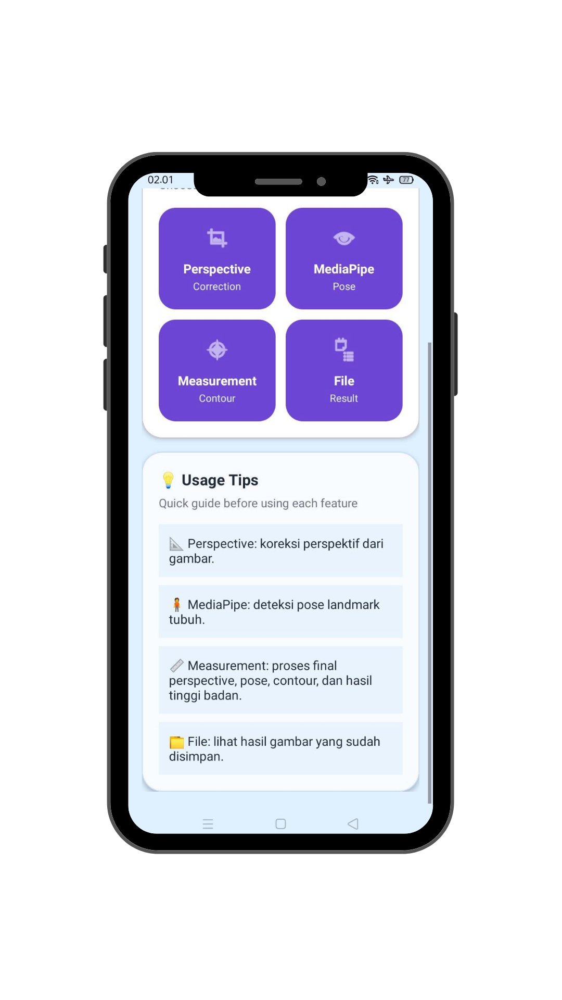 02.01
77
Perspective
Correction
MediaPipe
Pose
Measurement
Contour
File
Result
💡 Usage Tips
Quick guide before using each feature
📐 Perspective: koreksi perspektif dari
gambar.
🧍 MediaPipe: deteksi pose landmark
tubuh.
📏 Measurement: proses final
perspective, pose, contour, dan hasil
tinggi badan.
📁 File: lihat hasil gambar yang sudah
disimpan.